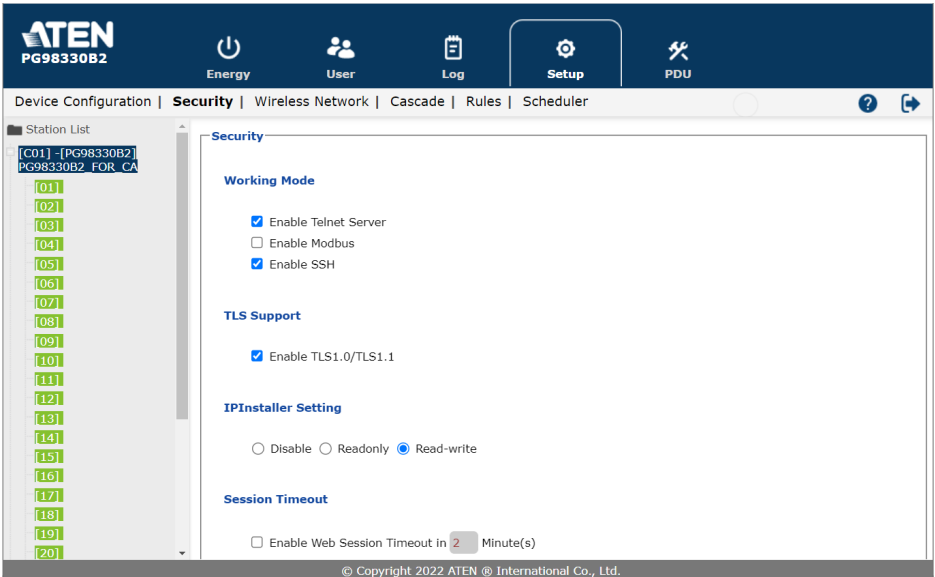 ATEN
PG98330B2
Energy
User
Log
Setup
PDU
Device Configuration | Security | Wireless Network | Cascade | Rules | Scheduler
?
Station List
[C01] -[PG98330B2]
PG98330B2_FOR_CA
[01]
[02]
[03]
[04]
[05]
[06]
[07]
[08]
[09]
[10]
[11]
[12]
[13]
[14]
[15]
[16]
[17]
[18]
[19]
[20]
Security
Working Mode
Enable Telnet Server
Enable Modbus
Enable SSH
TLS Support
Enable TLS1.0/TLS1.1
IPInstaller Setting
Disable Readonly Read-write
Session Timeout
Enable Web Session Timeout in 2 Minute(s)
© Copyright 2022 ATEN ® International Co., Ltd.